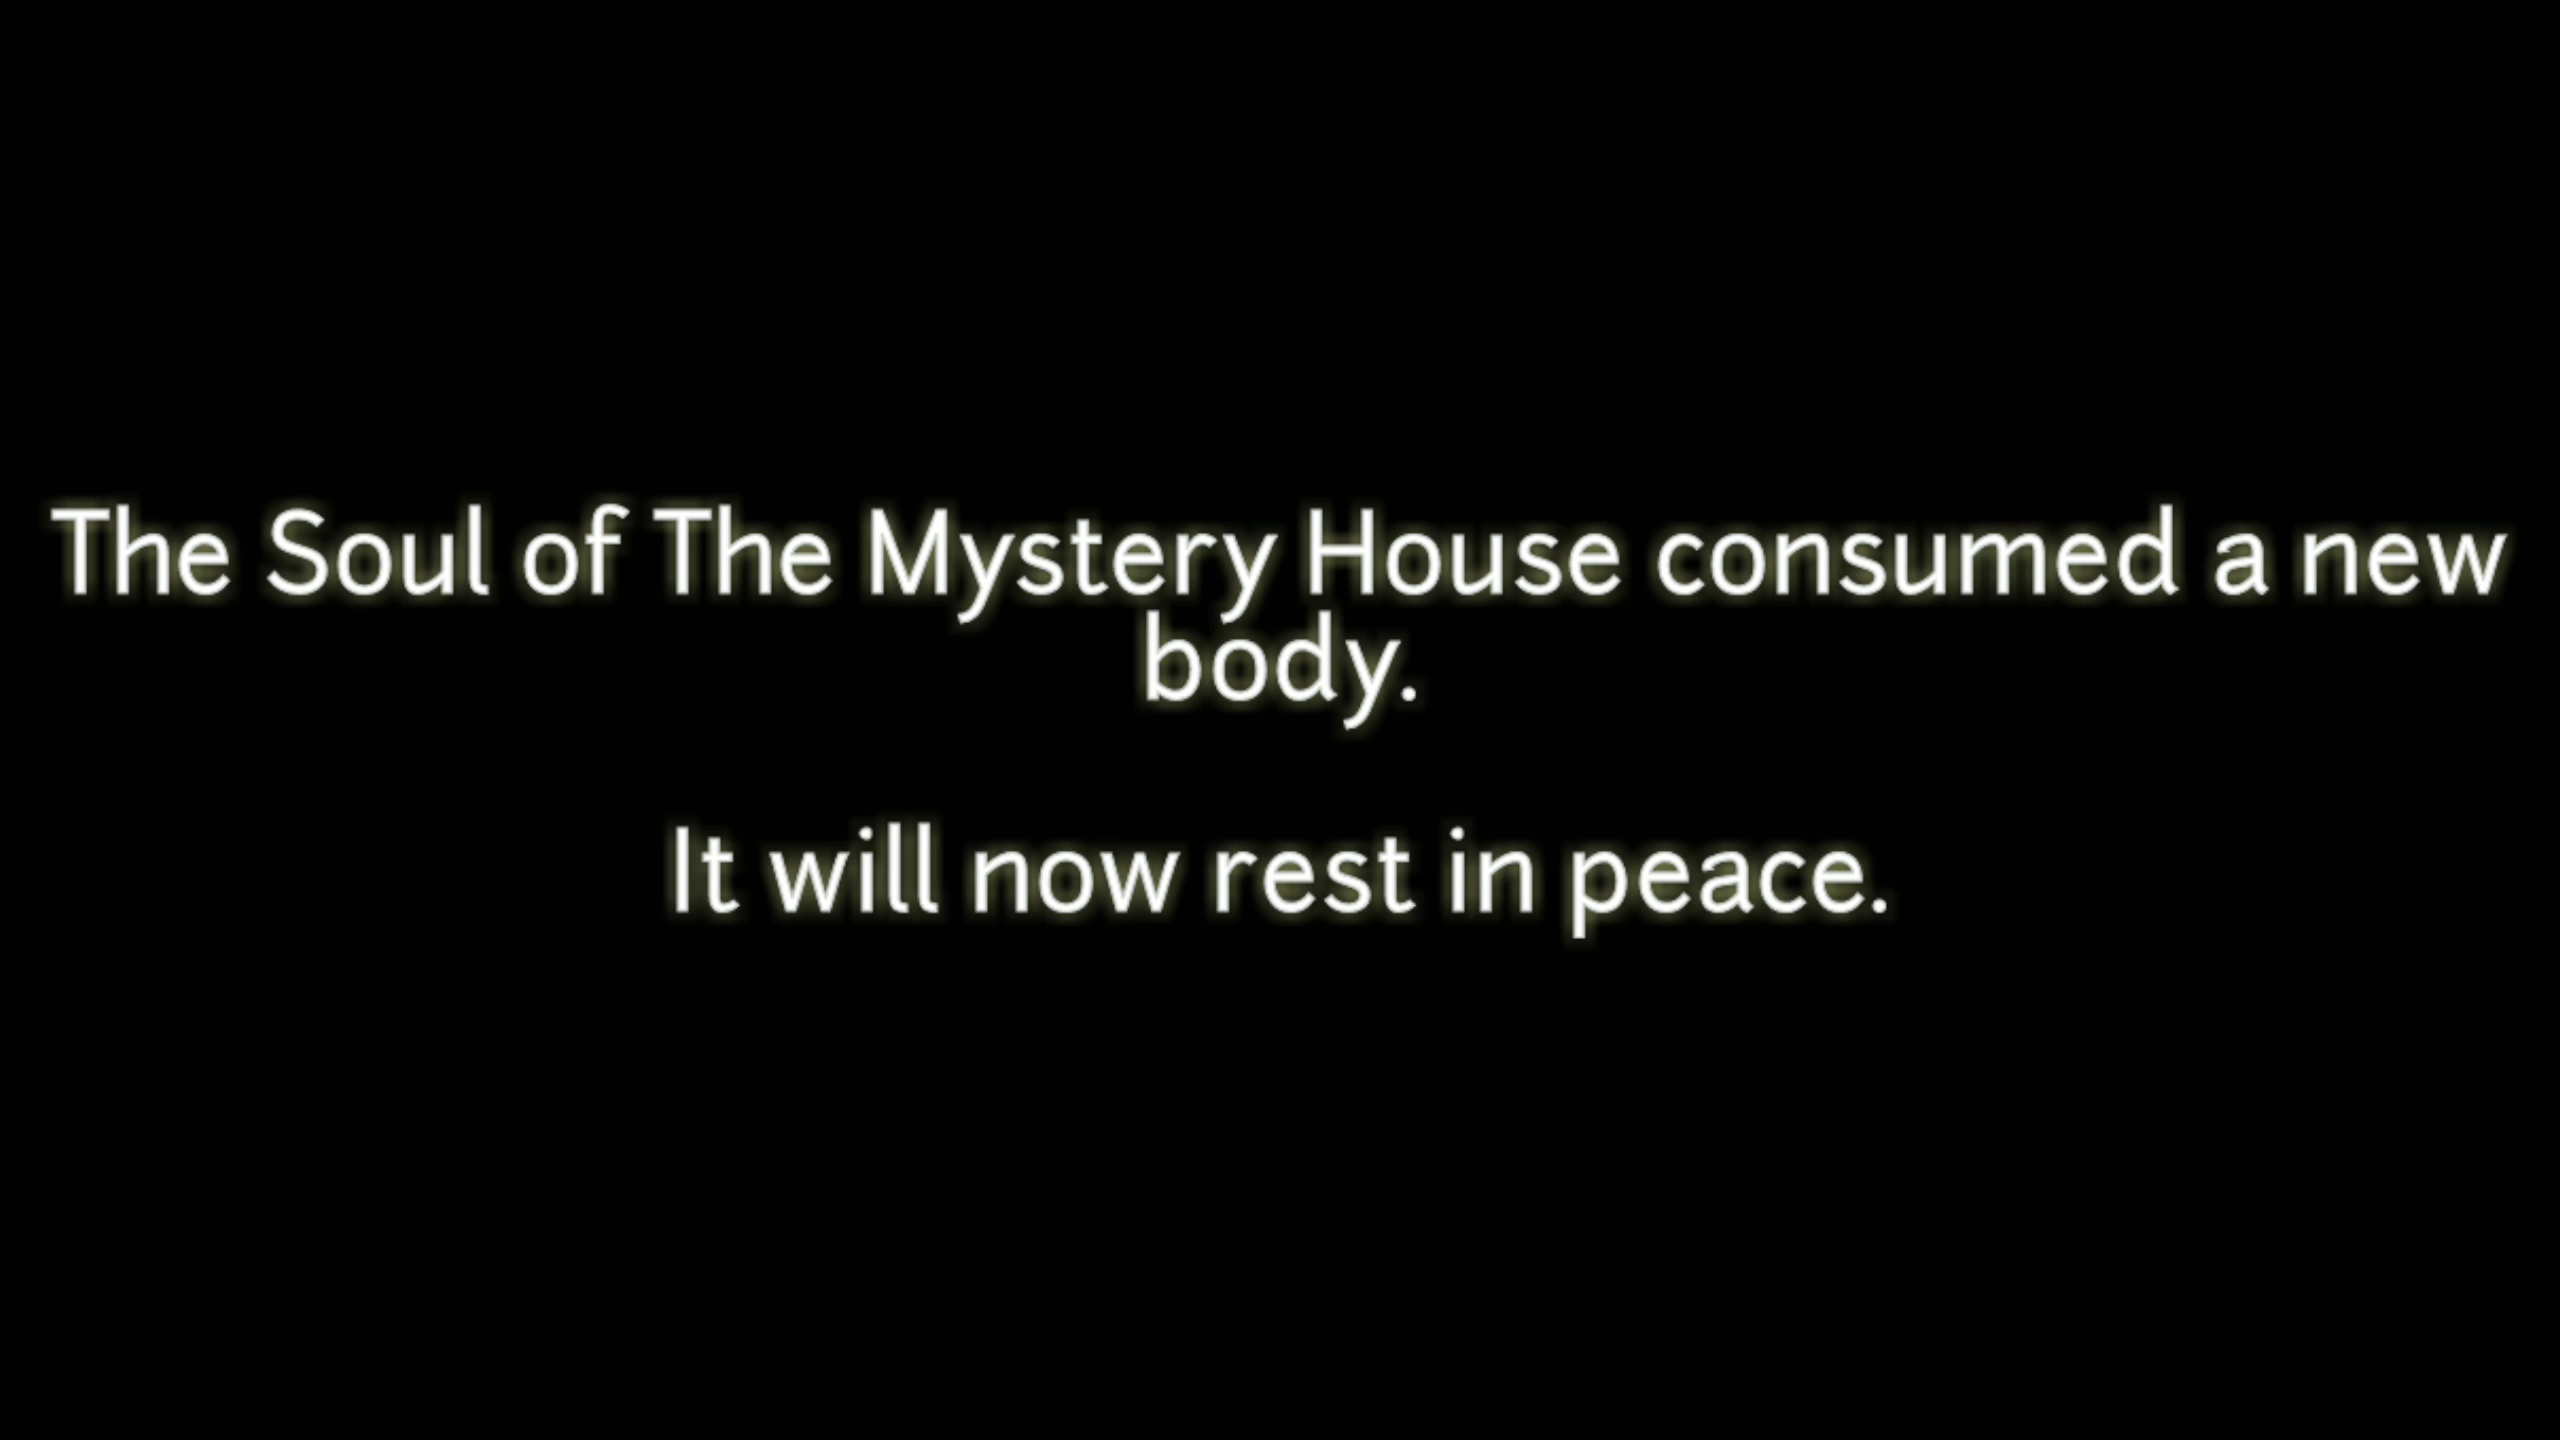 The Soul of The Mystery House consumed a new
body.
It will now rest in peace.